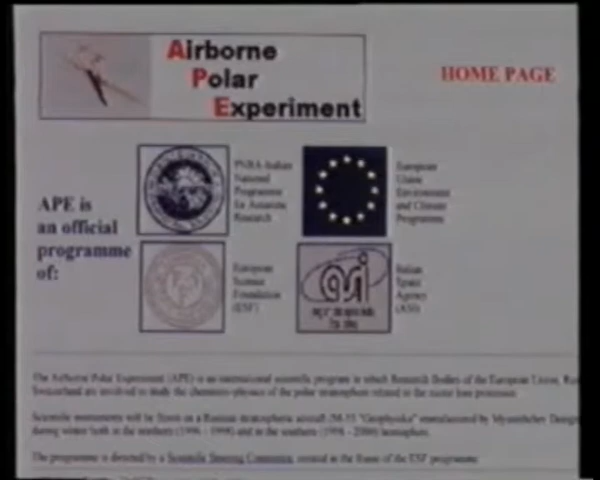 Airborne
Polar
Experiment
HOME PAGE
APE is
an official
programme
of:
PNRA-Italian
National
Programme
for Antarctic
Research
European
Union
Environment
and Climate
Programme
European
Science
Foundation
(ESF)
asi
Italian
Space
Agency
(ASI)
The Airborne Polar Experiment (APE) is an international scientific program in which Research Bodies of the European Union,
Switzerland are involved to study the chemistry-physics of the polar stratosphere related to the ozone loss processes.
Scientific instruments will be flown on a Russian stratospheric aircraft (M-55 "Geophysika" manufactured by Myasishchev Design
during winter both in the northern (1996 - 1999) and in the southern (1998 - 2000) hemisphere.
The programme is directed by a Scientific Steering Committee, created in the frame of the ESF programme